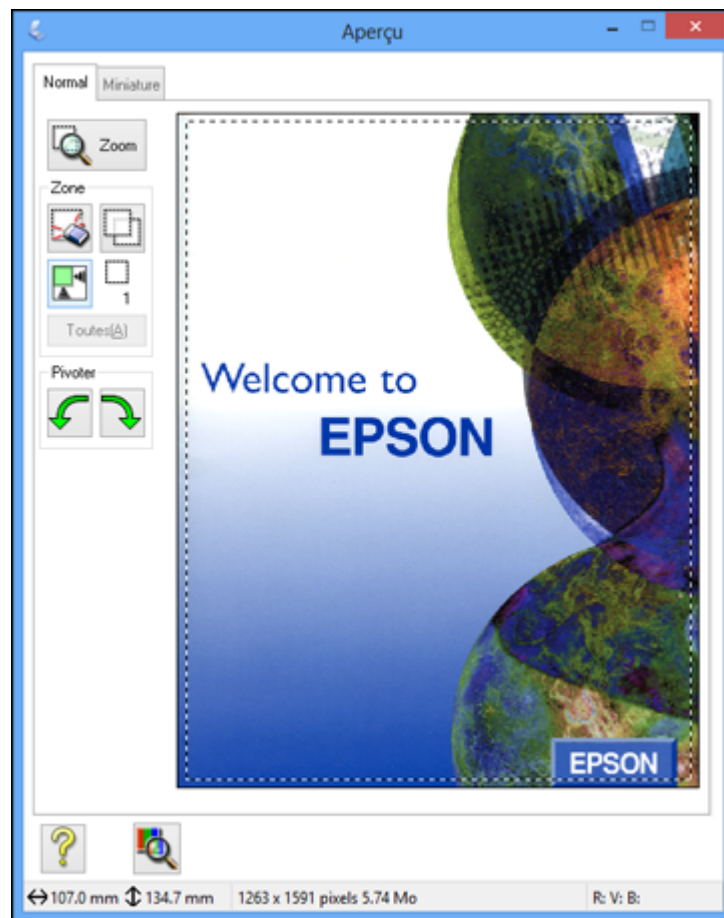 Aperçu
Normal
Miniature
Zoom
Zone
1
Toutes(A)
Pivoter
Welcome to
EPSON
EPSON
107.0 mm 134.7 mm 1263 x 1591 pixels 5.74 Mo R: V: B: